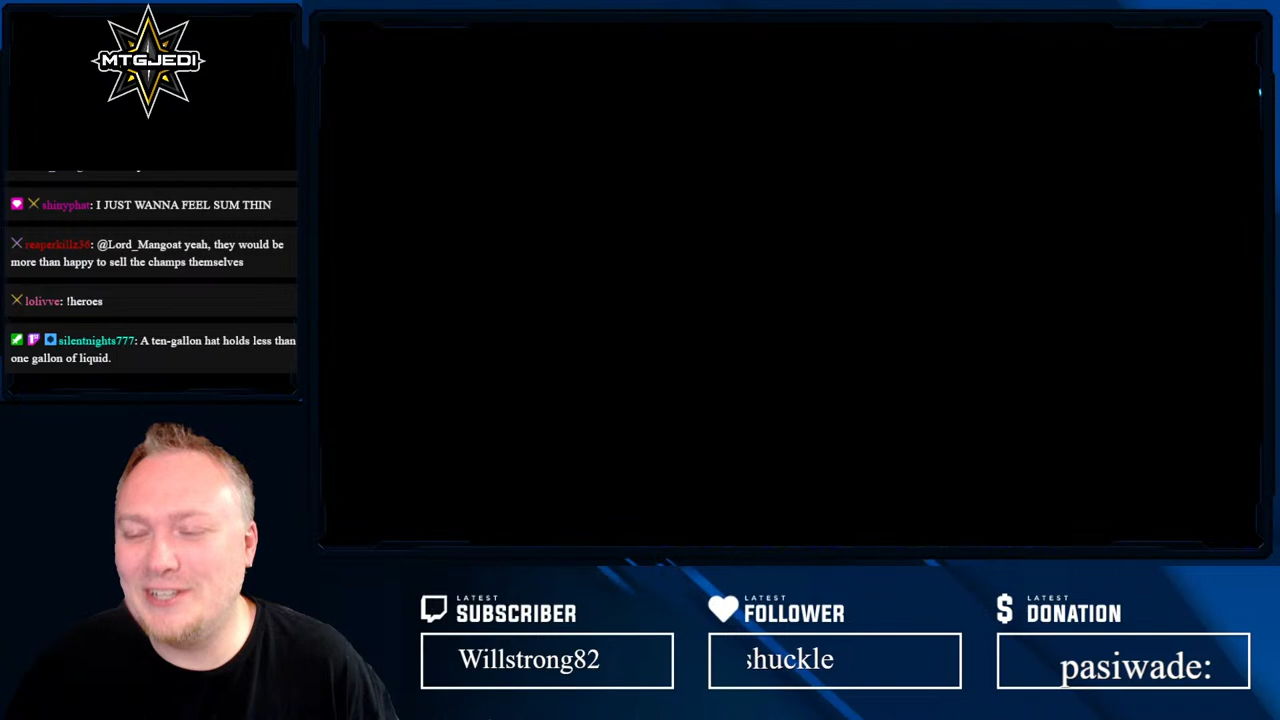 MTGJEDI
shinyphat: I JUST WANNA FEEL SUM THIN
reaperkillz36: @Lord_Mangoat yeah, they would be
more than happy to sell the champs themselves
lolivve: !heroes
silentnights777: A ten-gallon hat holds less than
one gallon of liquid.
LATEST
SUBSCRIBER
Willstrong82
LATEST
FOLLOWER
shuckle
LATEST
DONATION
pasiwade: